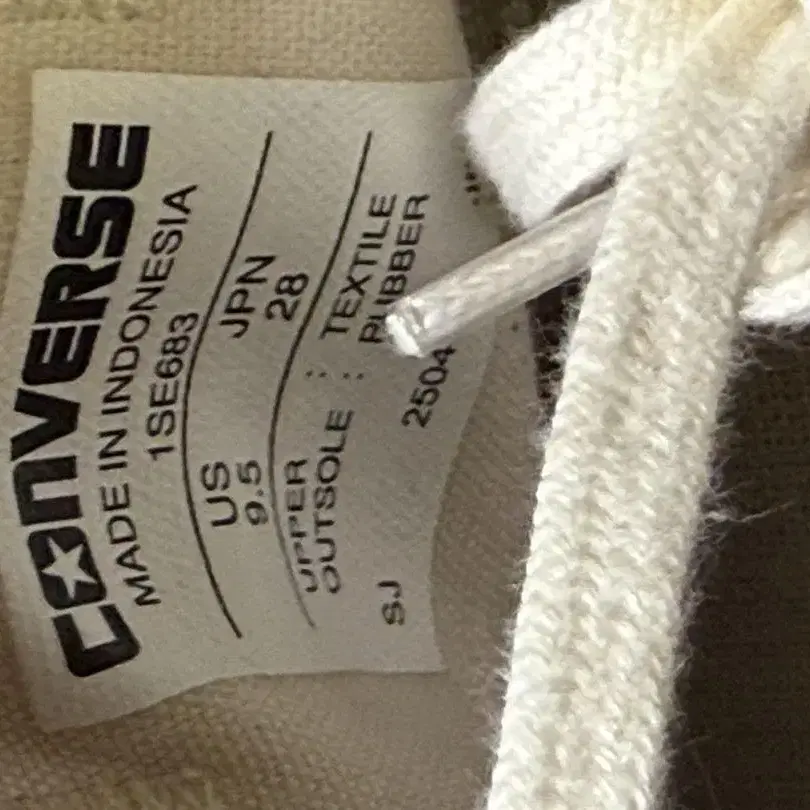 CONVERSE
MADE IN INDONESIA
1SE683
US JPN
9.5 28
UPPER : TEXTILE
OUTSOLE : RUBBER
SJ 2504